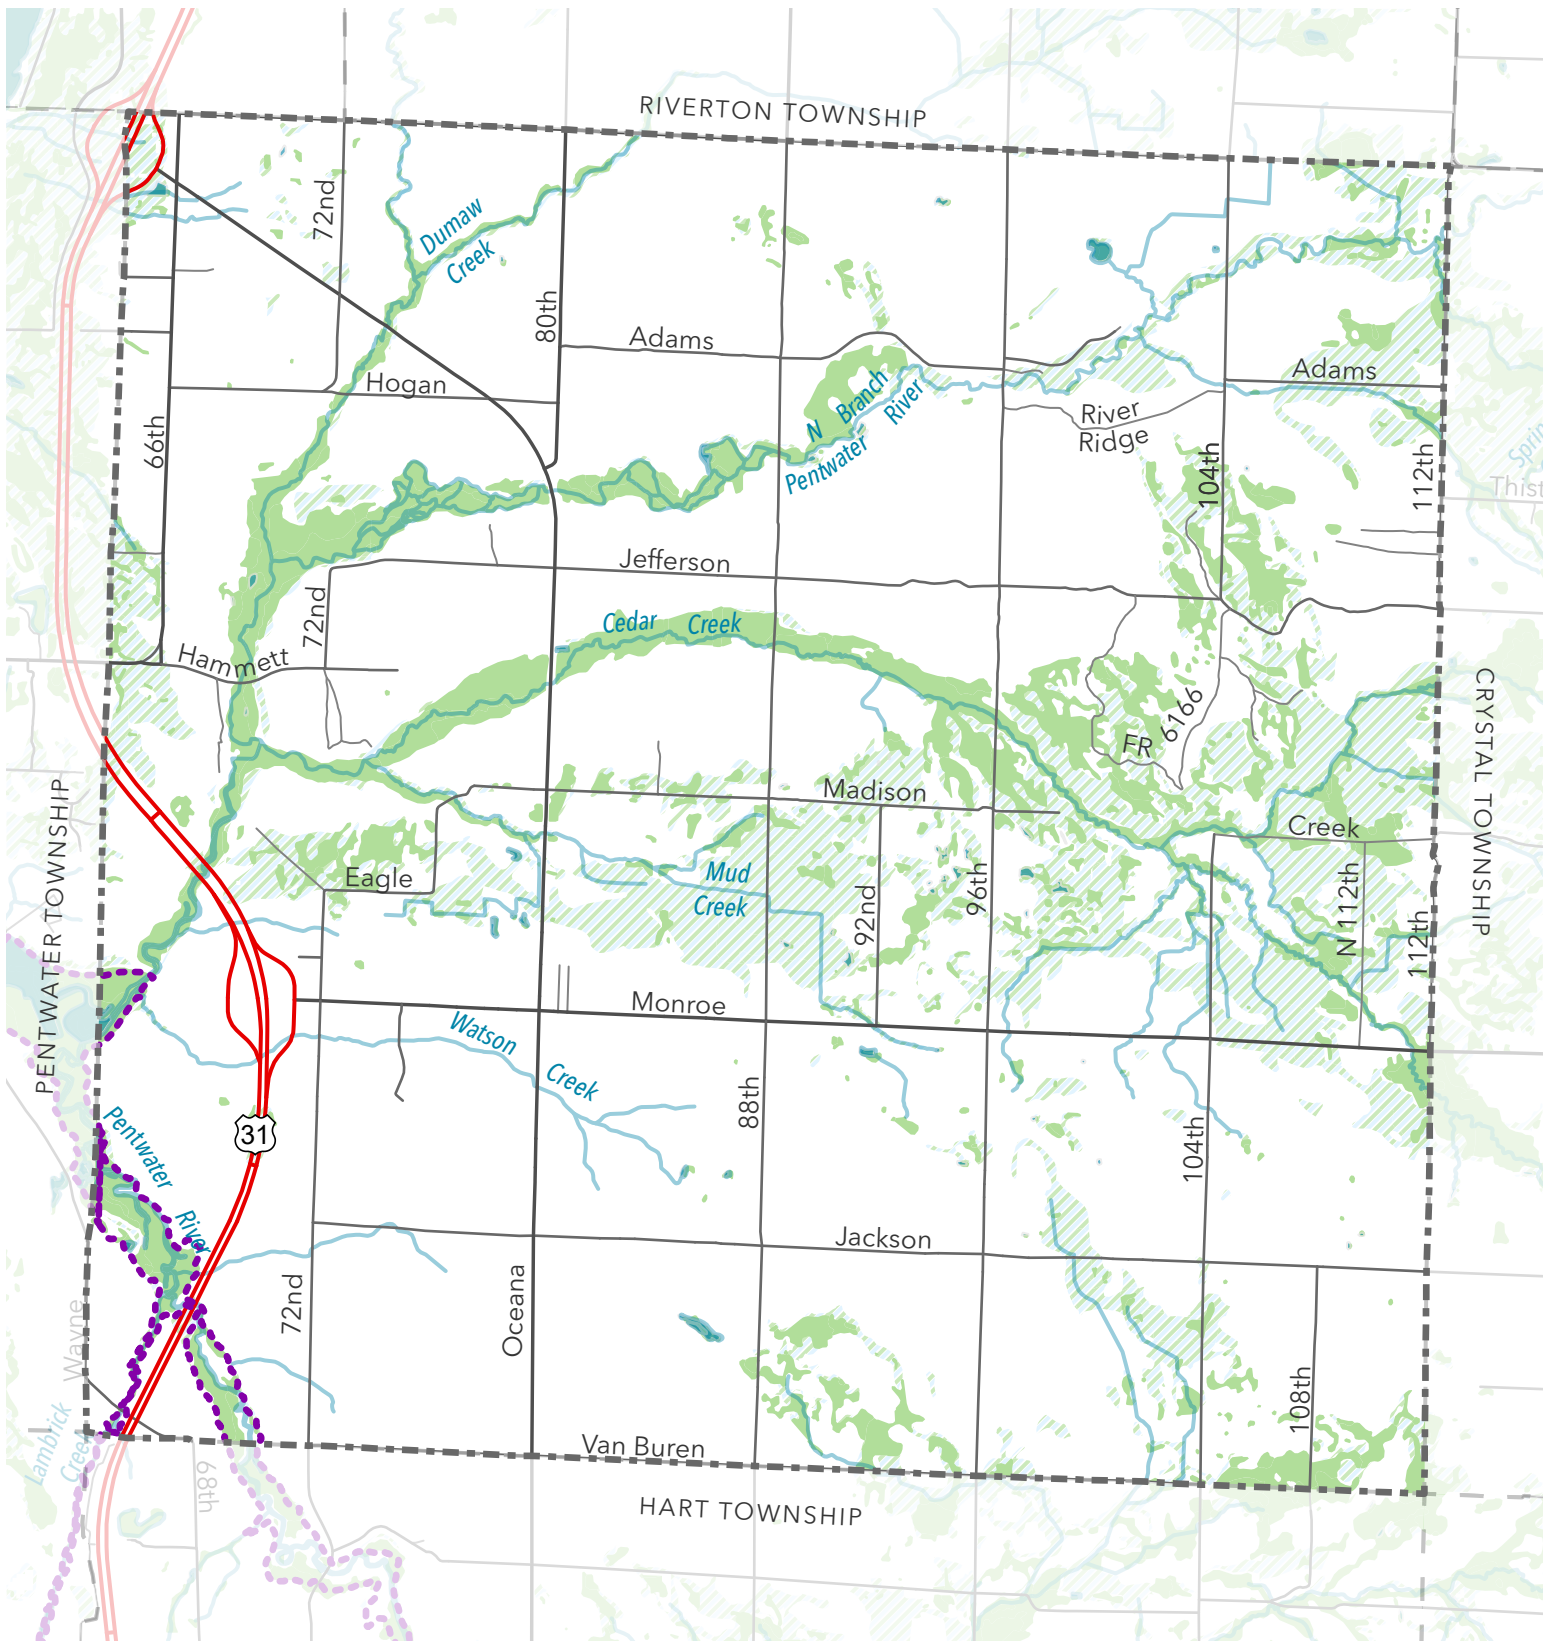 RIVERTON TOWNSHIP
72nd
Dumaw
Creek
80th
Adams
Hogan
N Branch
Pentwater River
Adams
River
Ridge
66th
104th
112th
Thist
Jefferson
72nd
Cedar Creek
Hammett
CRYSTAL TOWNSHIP
FR 6166
PENTWATER TOWNSHIP
Madison
Creek
Eagle
Mud
Creek
92nd
96th
N 112th
112th
Monroe
Watson
Creek
88th
31
Pentwater
River
104th
Jackson
Wayne
72nd
Oceana
108th
Lambrick
Creek
Van Buren
68th
HART TOWNSHIP